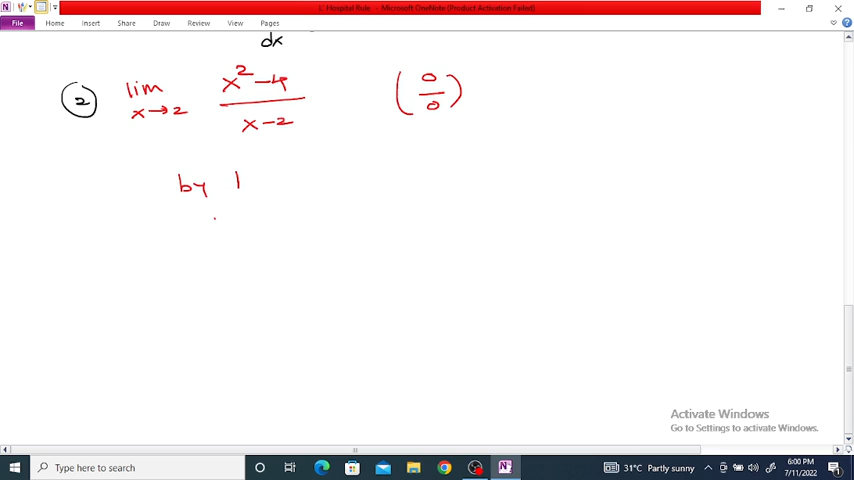 L' Hospital Rule - Microsoft OneNote (Product Activation Failed)
File Home Insert Share Draw Review View Pages
dx
2 lim x→2 x²-4 / x-2 (0/0)
by l
Activate Windows
Go to Settings to activate Windows.
Type here to search
31°C Partly sunny
6:00 PM
7/11/2022